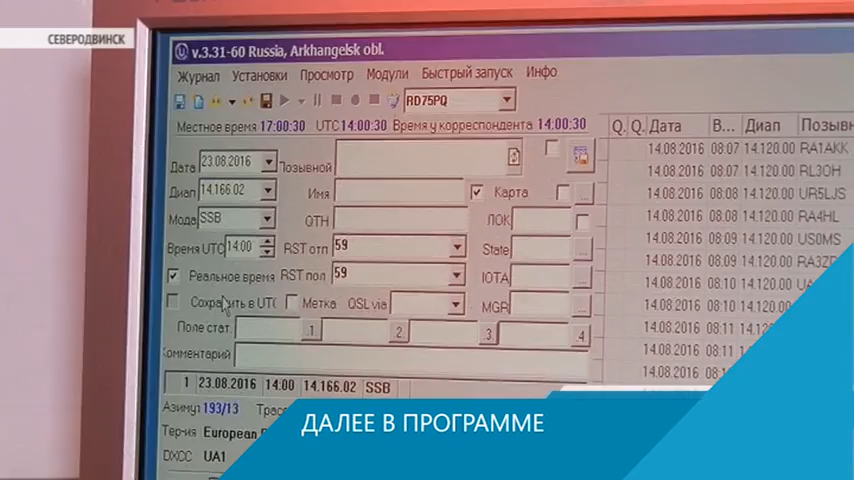 СЕВЕРОДВИНСК
v.3.31-60 Russia, Arkhangelsk obl.
Журнал Установки Просмотр Модули Быстрый запуск Инфо
RD75PQ
Местное время 17:00:30 UTC 14:00:30 Время у корреспондента 14:00:30
Дата 23.08.2016 Позывной
Диап 14.166.02 Имя Карта
Мода SSB QTH ЛОК
Время UTC 14:00 RST отп 59 State
Реальное время RST пол 59 IOTA
Сохранить в UTC Метка QSL via MGR
Поле стат. .1. .2. .3. .4
Комментарий
1 23.08.2016 14:00 14.166.02 SSB
Азимут 193/13
Тер-ия European
DXCC UA1
Q. Q. Дата В... Диап Позывн
14.08.2016 08:07 14.120.00 RA1AKK
14.08.2016 08:07 14.120.00 RL3OH
14.08.2016 08:08 14.120.00 UR5LJS
14.08.2016 08:08 14.120.00 RA4HL
14.08.2016 08:09 14.120.00 US0MS
14.08.2016 08:09 14.120.00
14.08.2016 08:10 14.120.00
14.08.2016 08:10 14.120.0
14.08.2016 08:11 14.120
14.08.2016 08:11 14.1
14.08.2016 08:1
ДАЛЕЕ В ПРОГРАММЕ